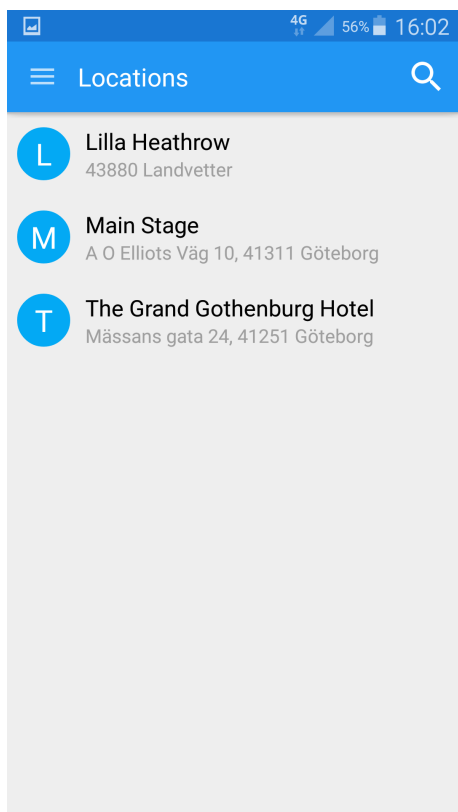 4G 56% 16:02
Locations
L Lilla Heathrow
43880 Landvetter
M Main Stage
A O Elliots Väg 10, 41311 Göteborg
T The Grand Gothenburg Hotel
Mässans gata 24, 41251 Göteborg